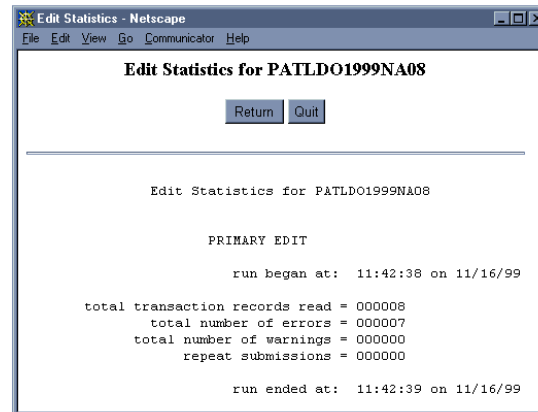 Edit Statistics - Netscape
File Edit View Go Communicator Help
Edit Statistics for PATLDO1999NA08
Return Quit
Edit Statistics for PATLDO1999NA08
PRIMARY EDIT
run began at: 11:42:38 on 11/16/99
total transaction records read = 000008
total number of errors = 000007
total number of warnings = 000000
repeat submissions = 000000
run ended at: 11:42:39 on 11/16/99